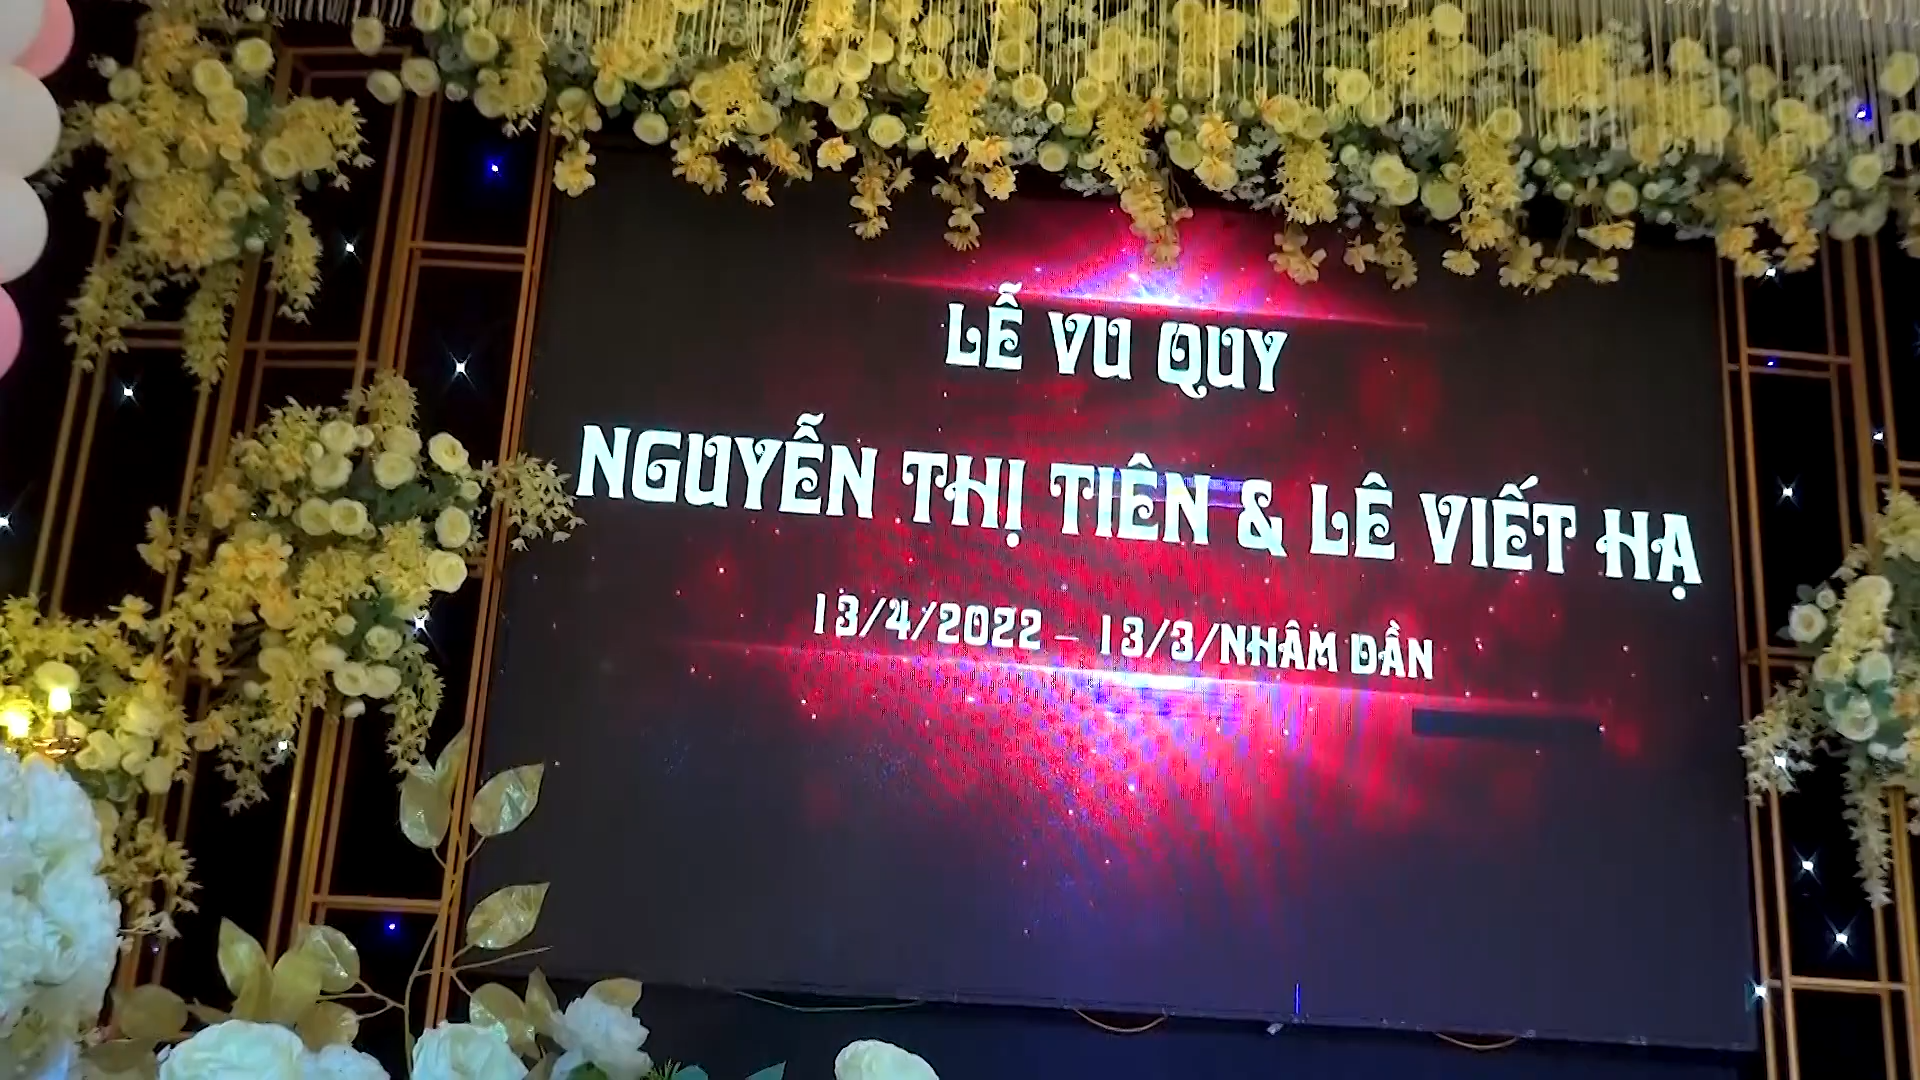 LỄ VU QUY
NGUYỄN THỊ TIÊN & LÊ VIẾT HẠ
13/4/2022 - 13/3/NHÂM DẦN